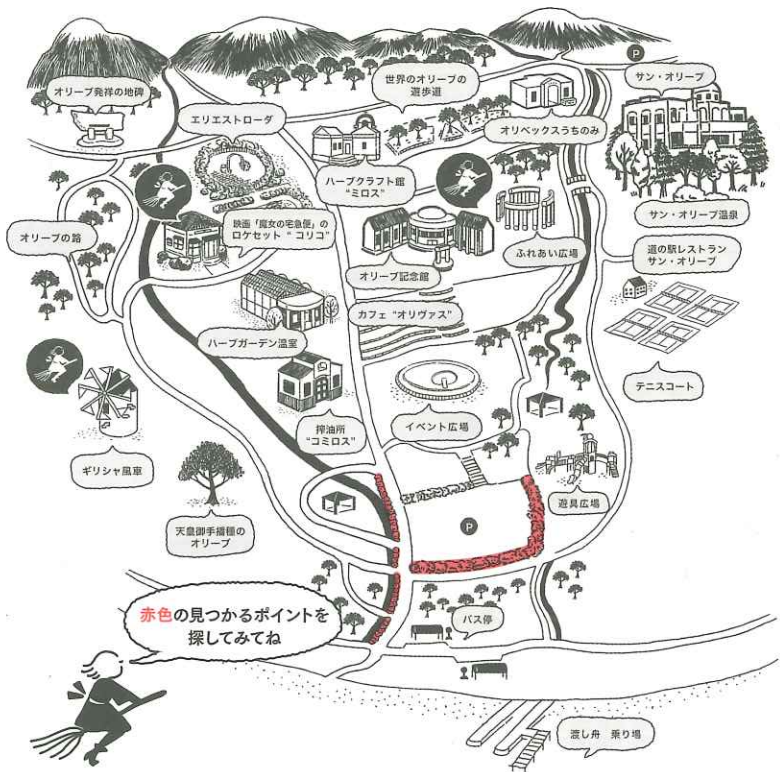 オリーブ発祥の地碑
エリエストローダ
世界のオリーブの
遊歩道
P
サン・オリーブ
オリベックスうちのみ
ハーブクラフト館
"ミロス"
サン・オリーブ温泉
オリーブの路
映画「魔女の宅急便」の
ロケセット "コリコ"
オリーブ記念館
ふれあい広場
道の駅レストラン
サン・オリーブ
カフェ "オリヴァス"
ハーブガーデン温室
テニスコート
搾油所
"コミロス"
イベント広場
ギリシャ風車
遊具広場
天皇御手播種の
オリーブ
P
赤色の見つかるポイントを
探してみてね
バス停
渡し舟 乗り場